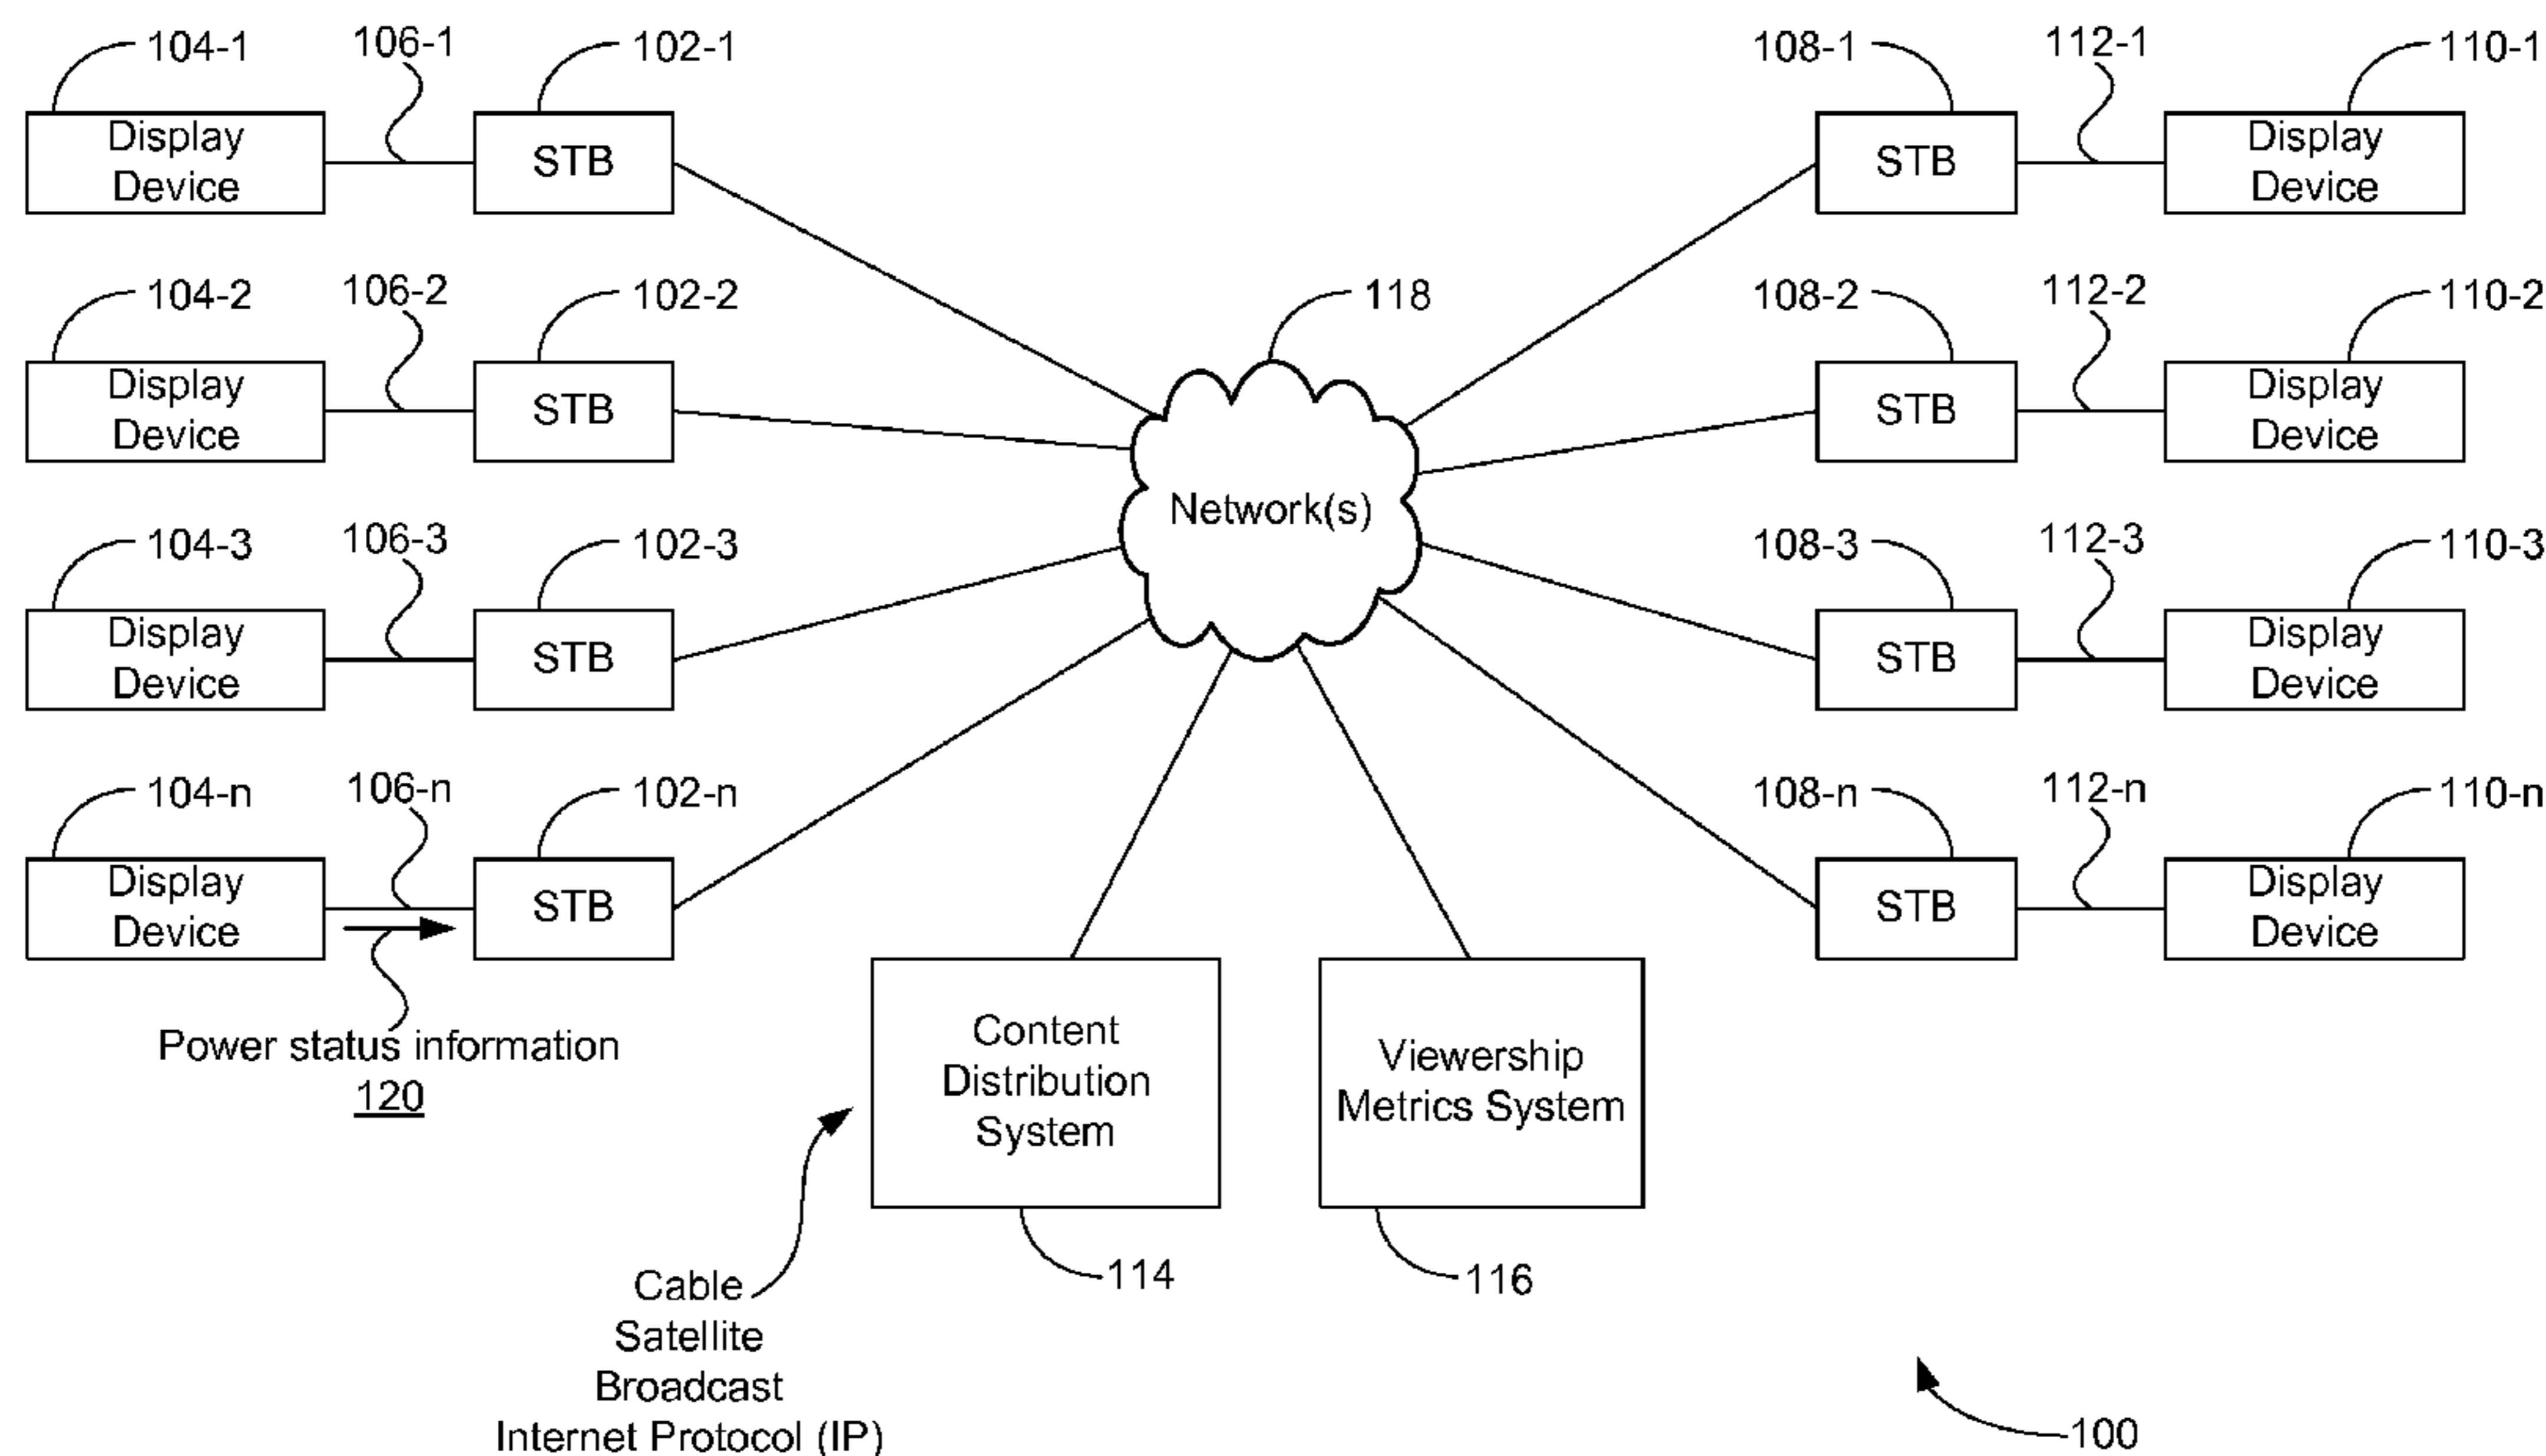 104-1
106-1
102-1
108-1
112-1
110-1
Display
Device
STB
STB
Display
Device
104-2
106-2
102-2
118
108-2
112-2
110-2
Display
Device
STB
STB
Display
Device
Network(s)
104-3
106-3
102-3
108-3
112-3
110-3
Display
Device
STB
STB
Display
Device
104-n
106-n
102-n
108-n
112-n
110-n
Display
Device
STB
STB
Display
Device
Power status information
120
Content
Distribution
System
Viewership
Metrics System
114
116
Cable
Satellite
Broadcast
Internet Protocol (IP)
100